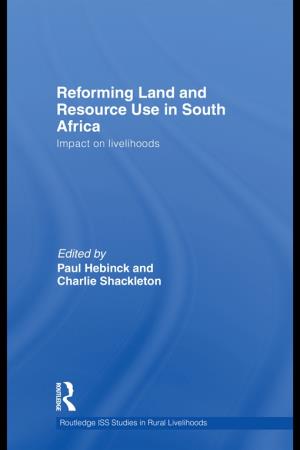 Reforming Land and
Resource Use in South
Africa
Impact on livelihoods
Edited by
Paul Hebinck and
Charlie Shackleton
ROUTLEDGE
Routledge ISS Studies in Rural Livelihoods